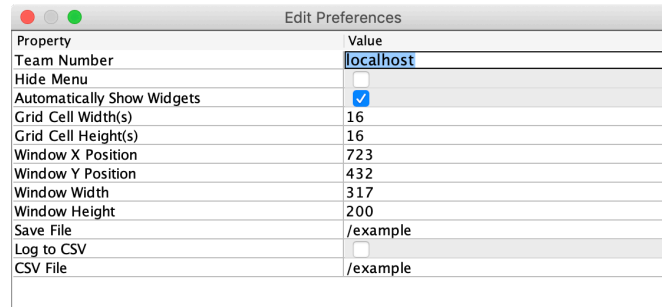 Edit Preferences
Property Value
Team Number localhost
Hide Menu
Automatically Show Widgets
Grid Cell Width(s) 16
Grid Cell Height(s) 16
Window X Position 723
Window Y Position 432
Window Width 317
Window Height 200
Save File /example
Log to CSV
CSV File /example